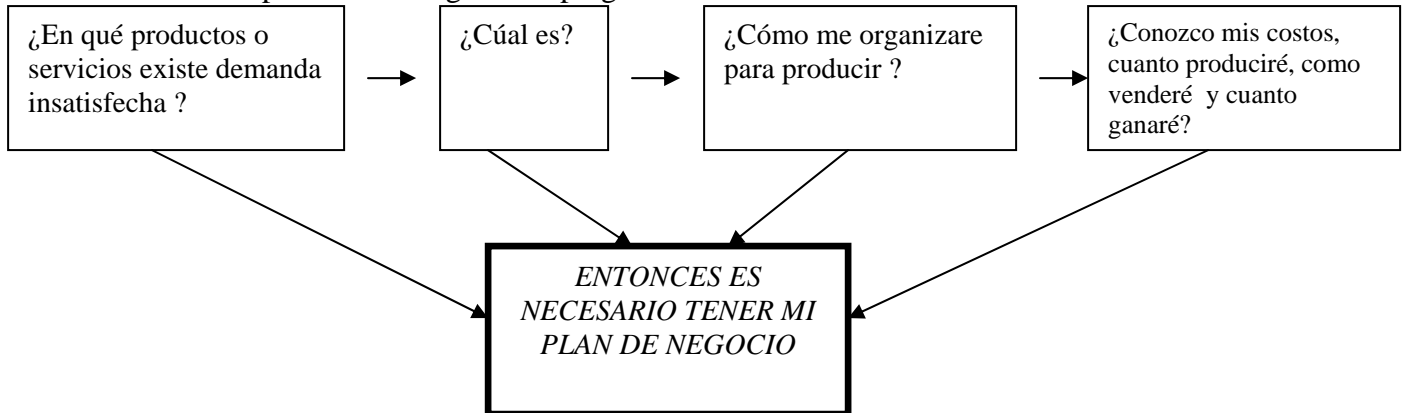 ¿En qué productos o
servicios existe demanda
insatisfecha ?
¿Cúal es?
¿Cómo me organizare
para producir ?
¿Conozco mis costos,
cuanto produciré, como
venderé y cuanto
ganaré?
ENTONCES ES
NECESARIO TENER MI
PLAN DE NEGOCIO